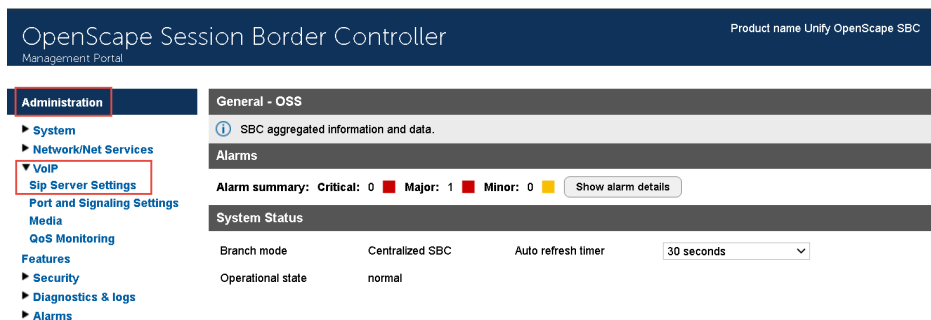 OpenScape Session Border Controller
Management Portal
Product name Unify OpenScape SBC
Administration
System
Network/Net Services
VoIP
Sip Server Settings
Port and Signaling Settings
Media
QoS Monitoring
Features
Security
Diagnostics & logs
Alarms
General - OSS
SBC aggregated information and data.
Alarms
Alarm summary: Critical: 0 Major: 1 Minor: 0 Show alarm details
System Status
Branch mode Centralized SBC Auto refresh timer 30 seconds
Operational state normal